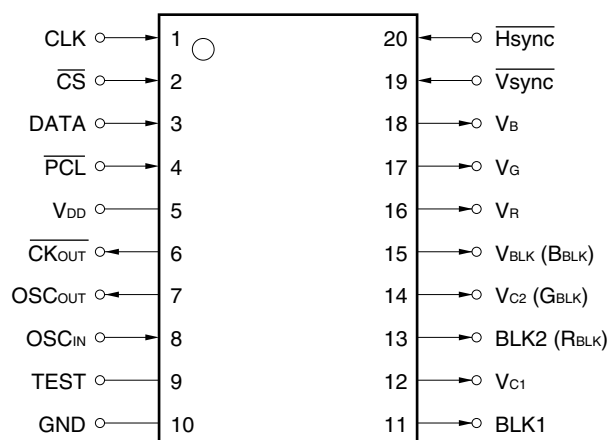 CLK 1 20 Hsync
CS 2 19 Vsync
DATA 3 18 VB
PCL 4 17 VG
VDD 5 16 VR
CKOUT 6 15 VBLK (BBLK)
OSCOUT 7 14 VC2 (GBLK)
OSCIN 8 13 BLK2 (RBLK)
TEST 9 12 VC1
GND 10 11 BLK1